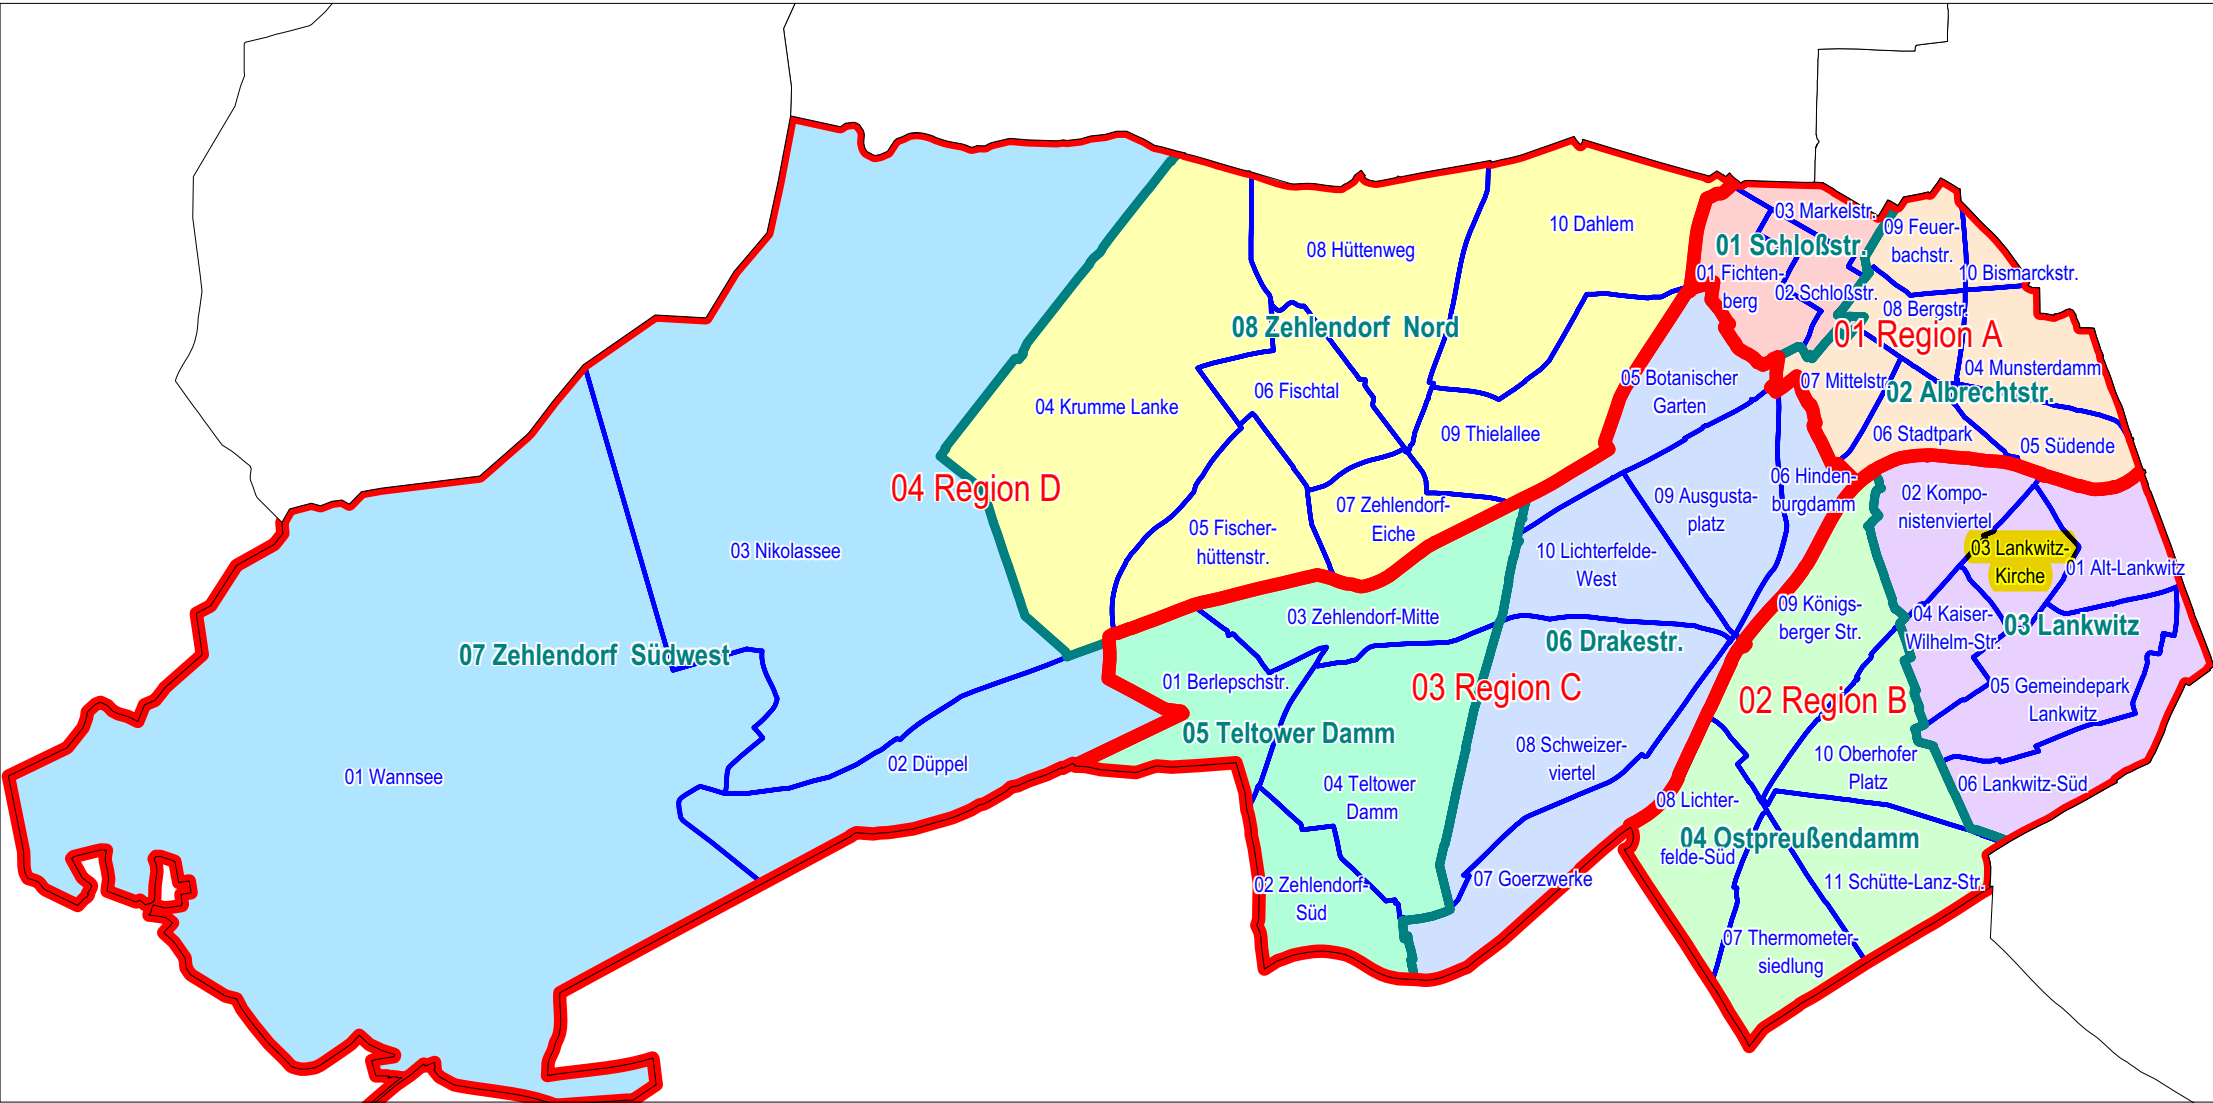 03 Markelstr.
01 Schloßstr.
01 Fichten-
berg
02 Schloßstr.
09 Feuer-
bachstr.
10 Bismarckstr.
08 Bergstr.
01 Region A
04 Munsterdamm
07 Mittelstr.
02 Albrechtstr.
06 Stadtpark
05 Südende
10 Dahlem
08 Hüttenweg
08 Zehlendorf Nord
06 Fischtal
04 Krumme Lanke
09 Thielallee
05 Fischer-
hüttenstr.
07 Zehlendorf-
Eiche
04 Region D
03 Nikolassee
07 Zehlendorf Südwest
01 Wannsee
02 Düppel
05 Botanischer
Garten
06 Hinden-
burgdamm
09 Ausgusta-
platz
10 Lichterfelde-
West
06 Drakestr.
03 Region C
08 Schweizer-
viertel
07 Goerzwerke
03 Zehlendorf-Mitte
01 Berlepschstr.
05 Teltower Damm
04 Teltower
Damm
02 Zehlendorf-
Süd
02 Kompo-
nistenviertel
03 Lankwitz-
Kirche
01 Alt-Lankwitz
04 Kaiser-
Wilhelm-Str.
03 Lankwitz
05 Gemeindepark
Lankwitz
06 Lankwitz-Süd
09 Königs-
berger Str.
02 Region B
10 Oberhofer
Platz
08 Lichter-
felde-Süd
04 Ostpreußendamm
11 Schütte-Lanz-Str.
07 Thermometer-
siedlung